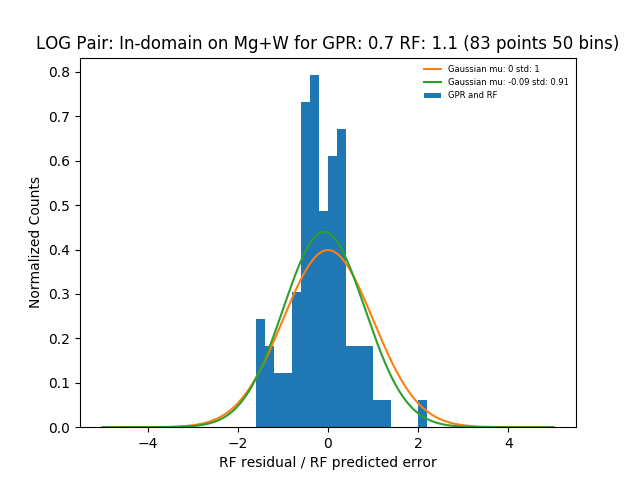 LOG Pair: In-domain on Mg+W for GPR: 0.7 RF: 1.1 (83 points 50 bins)
Gaussian mu: 0 std: 1
Gaussian mu: -0.09 std: 0.91
GPR and RF
Normalized Counts
0.8
0.7
0.6
0.5
0.4
0.3
0.2
0.1
0.0
−4 −2 0 2 4
RF residual / RF predicted error